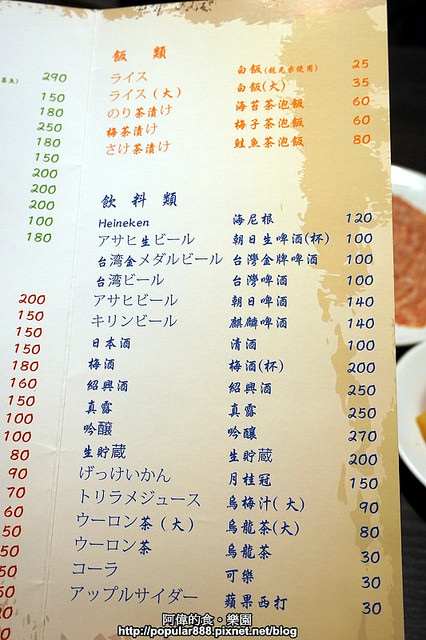 290
150
180
250
180
150
200
200
200
100
180
200
150
150
150
180
160
150
100
100
80
90
70
60
50
50
50
飯 類
ライス 白飯(越光米使用) 25
ライス（大） 白飯(大) 35
のり茶漬け 海苔茶泡飯 60
梅茶漬け 梅子茶泡飯 60
さけ茶漬け 鮭魚茶泡飯 80
飲 料 類
Heineken 海尼根 120
アサヒ生ビール 朝日生啤酒(杯) 100
台湾金メダルビール 台灣金牌啤酒 100
台湾ビール 台灣啤酒 100
アサヒビール 朝日啤酒 140
キリンビール 麒麟啤酒 140
日本酒 清酒 100
梅酒 梅酒(杯) 200
紹興酒 紹興酒 250
真露 真露 250
吟醸 吟釀 270
生貯蔵 生貯蔵 200
げっけいかん 月桂冠 150
トリラメジュース 烏梅汁(大) 90
ウーロン茶（大） 烏龍茶(大) 80
ウーロン茶 烏龍茶 30
コーラ 可樂 30
アップルサイダー 蘋果西打 30
阿偉的食。樂園
http://popular888.pixnet.net/blog